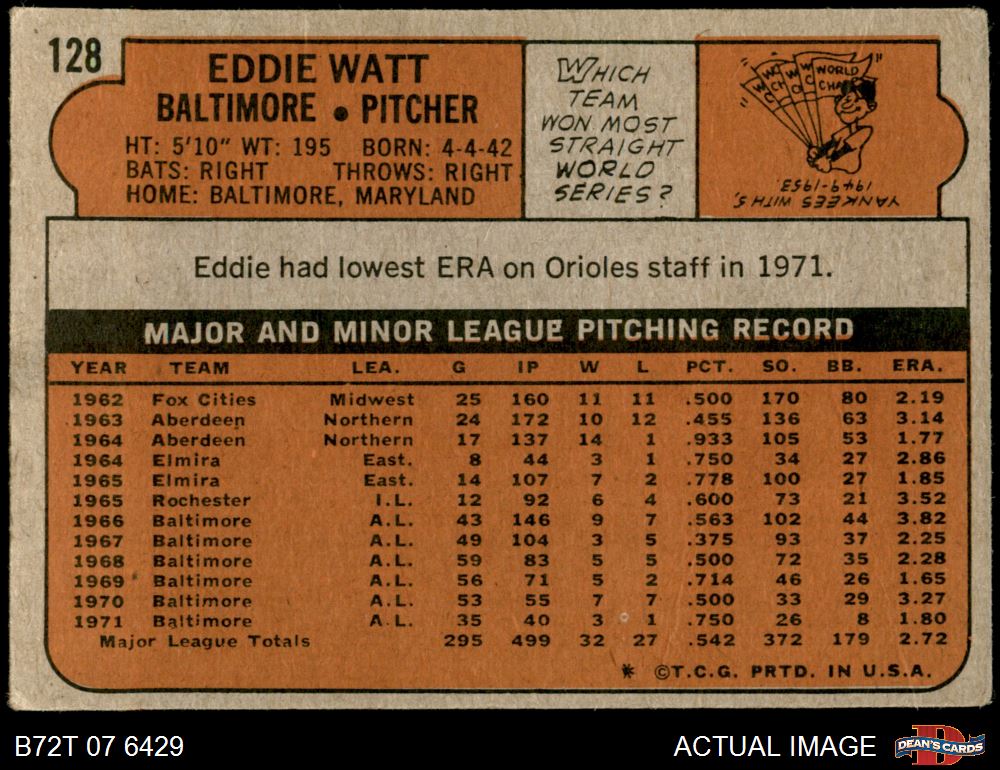 128
EDDIE WATT
BALTIMORE • PITCHER
HT: 5'10" WT: 195 BORN: 4-4-42
BATS: RIGHT THROWS: RIGHT
HOME: BALTIMORE, MARYLAND
WHICH
TEAM
WON MOST
STRAIGHT
WORLD
SERIES?
WORLD
CHA
W C
W CH
W C
W C
YANKEES WITH 5,
1949-1953.
Eddie had lowest ERA on Orioles staff in 1971.
MAJOR AND MINOR LEAGUE PITCHING RECORD
YEAR TEAM LEA. G IP W L PCT. SO. BB. ERA.
1962 Fox Cities Midwest 25 160 11 11 .500 170 80 2.19
1963 Aberdeen Northern 24 172 10 12 .455 136 63 3.14
1964 Aberdeen Northern 17 137 14 1 .933 105 53 1.77
1964 Elmira East. 8 44 3 1 .750 34 27 2.86
1965 Elmira East. 14 107 7 2 .778 100 27 1.85
1965 Rochester I.L. 12 92 6 4 .600 73 21 3.52
1966 Baltimore A.L. 43 146 9 7 .563 102 44 3.82
1967 Baltimore A.L. 49 104 3 5 .375 93 37 2.25
1968 Baltimore A.L. 59 83 5 5 .500 72 35 2.28
1969 Baltimore A.L. 56 71 5 2 .714 46 26 1.65
1970 Baltimore A.L. 53 55 7 7 .500 33 29 3.27
1971 Baltimore A.L. 35 40 3 1 .750 26 8 1.80
Major League Totals 295 499 32 27 .542 372 179 2.72
* ©T.C.G. PRTD. IN U.S.A.
B72T 07 6429
ACTUAL IMAGE
D
DEAN'S CARDS